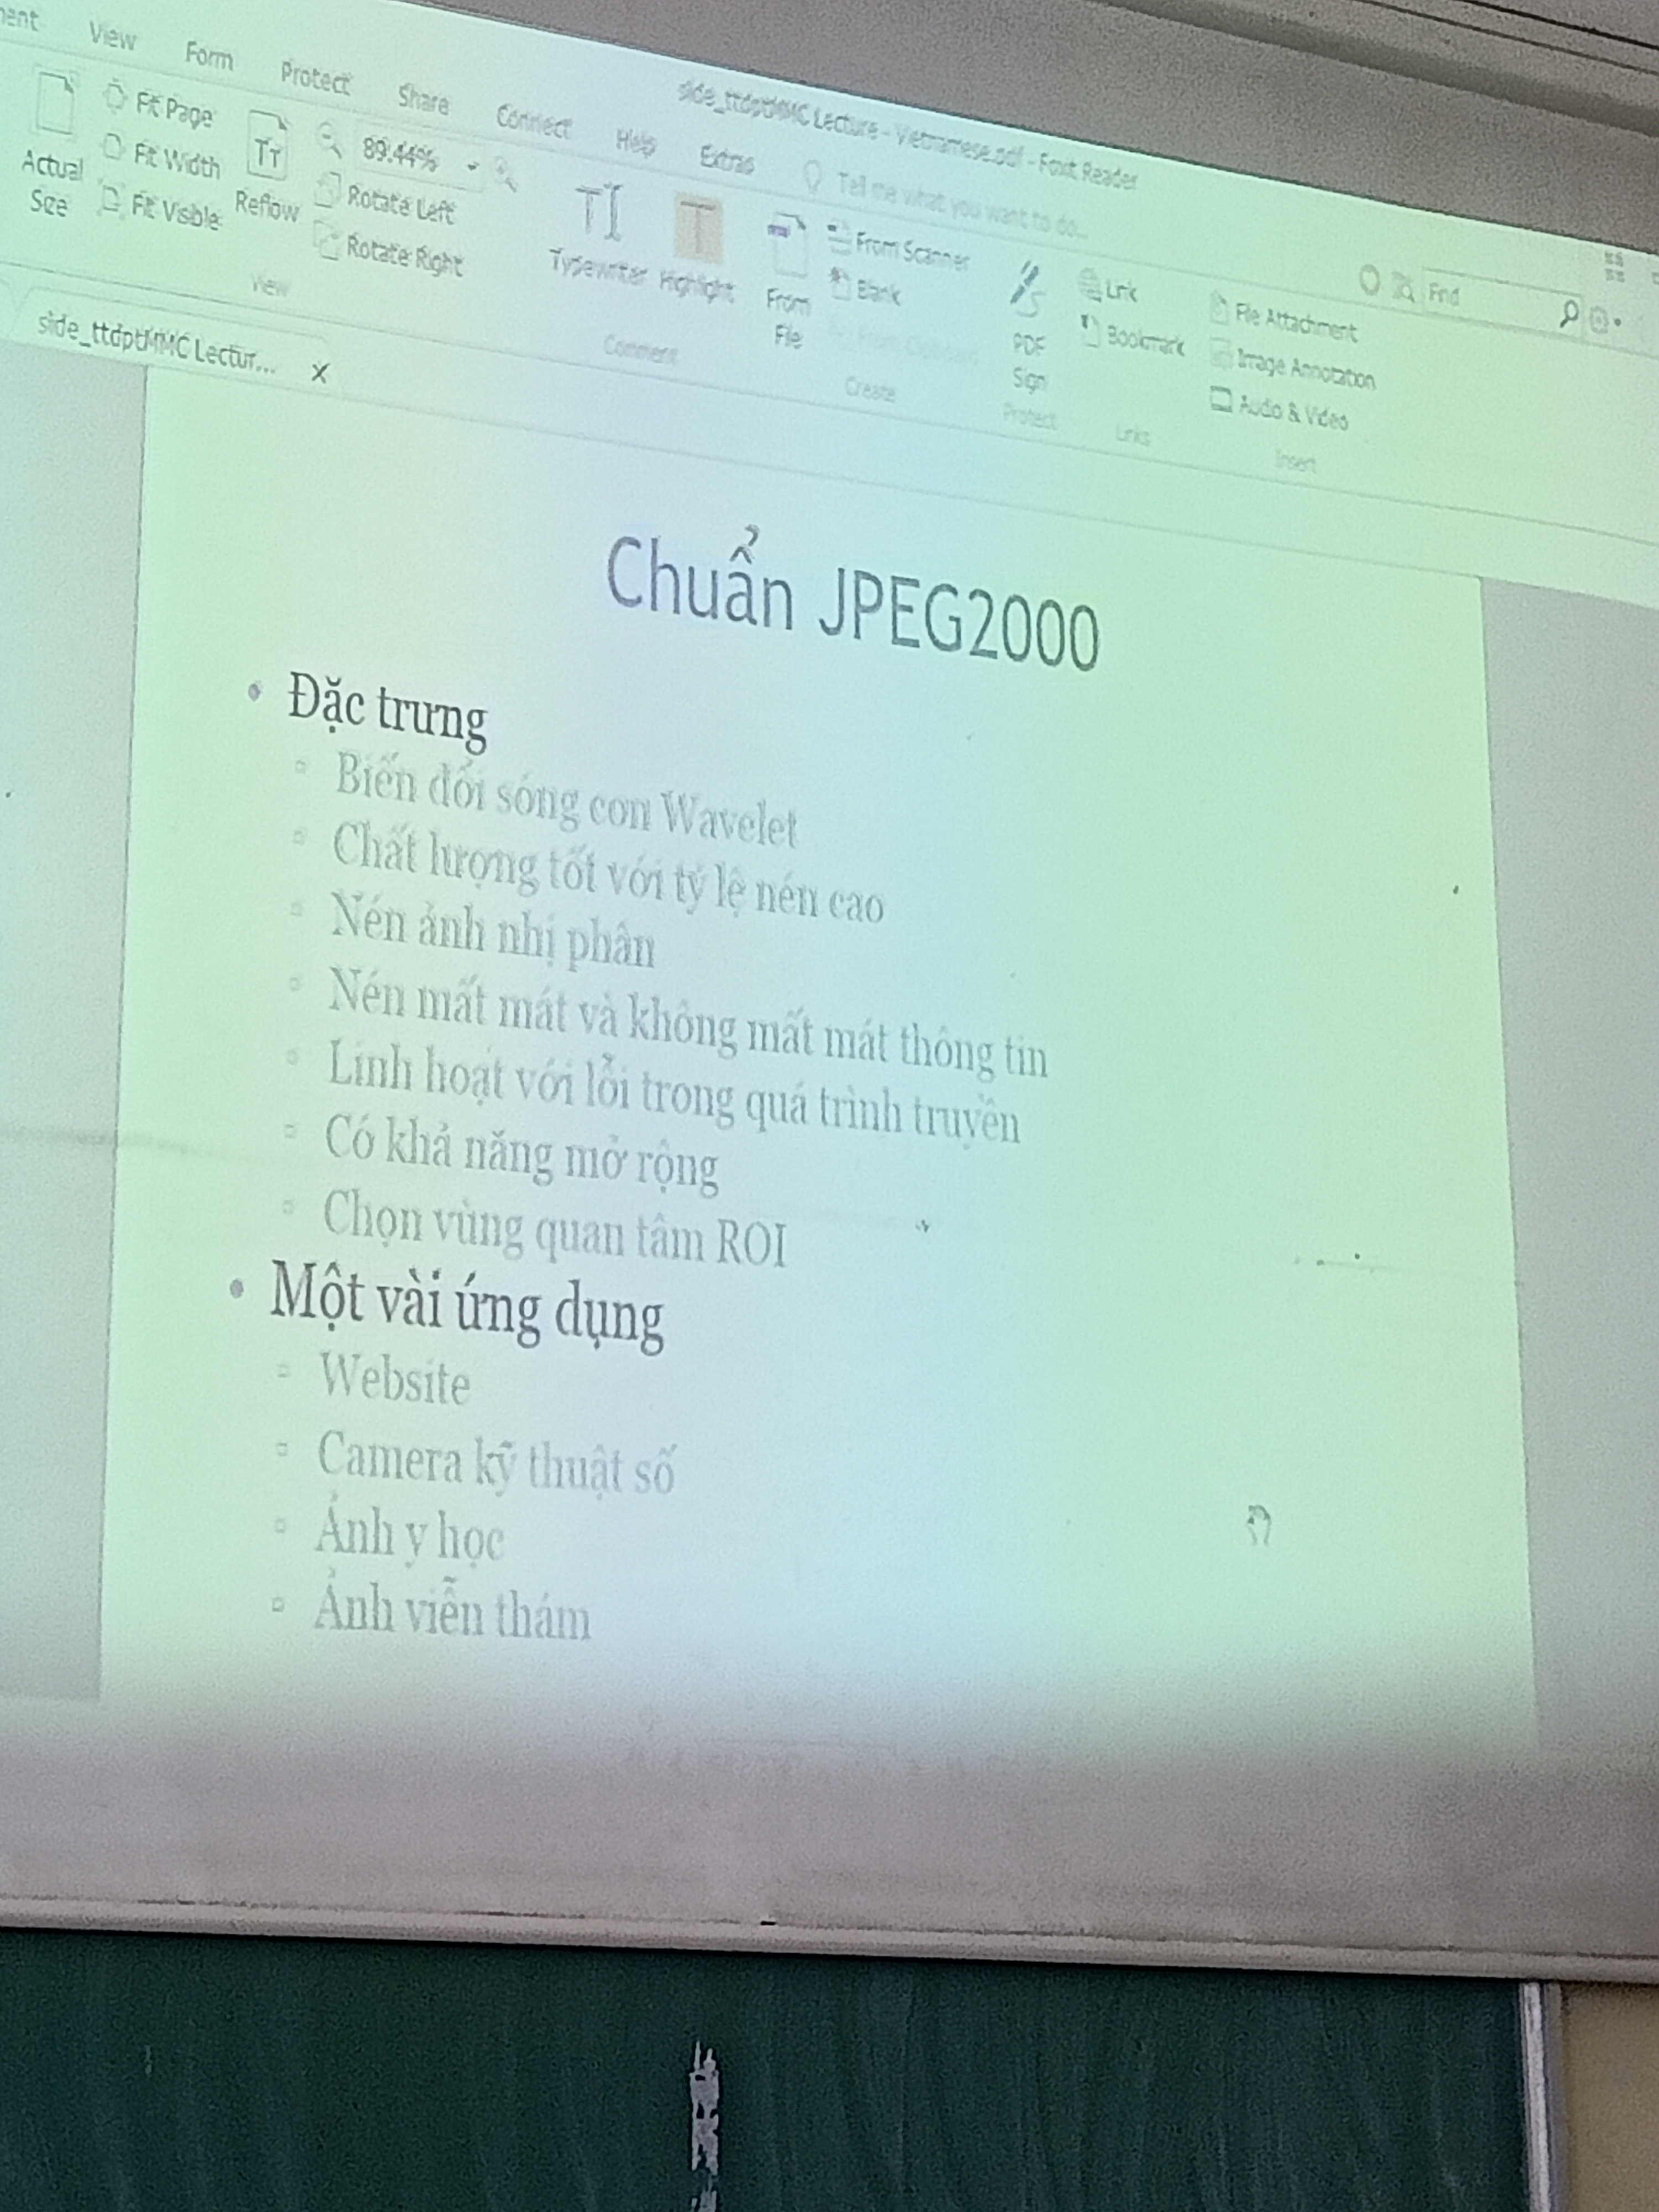 View Form Protect Share Connect Help Extras Tell me what you want to do...
side_ttdptMMC Lecture - Vietnamese.pdf - Foxit Reader
Actual Size
Fit Page
Fit Width
Fit Visible
Reflow
89.44%
Rotate Left
Rotate Right
View
Typewriter
Highlight
Comment
From File
From Scanner
Blank
Create
PDF Sign
Protect
Link
Bookmark
Links
File Attachment
Image Annotation
Audio & Video
Insert
Find
side_ttdptMMC Lectur...
Chuẩn JPEG2000
• Đặc trưng
▫ Biến đổi sóng con Wavelet
▫ Chất lượng tốt với tỷ lệ nén cao
▫ Nén ảnh nhị phân
▫ Nén mất mát và không mất mát thông tin
▫ Linh hoạt với lỗi trong quá trình truyền
▫ Có khả năng mở rộng
▫ Chọn vùng quan tâm ROI
• Một vài ứng dụng
▫ Website
▫ Camera kỹ thuật số
▫ Ảnh y học
▫ Ảnh viễn thám